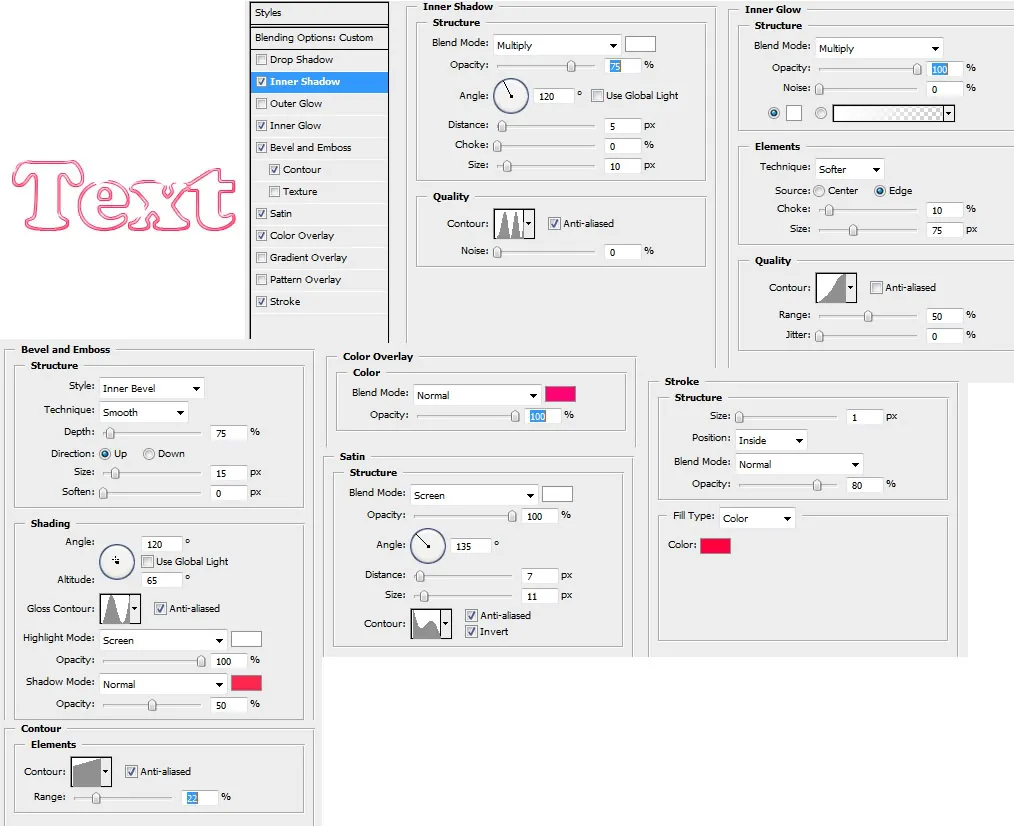 Text
Styles
Blending Options: Custom
Drop Shadow
Inner Shadow
Outer Glow
Inner Glow
Bevel and Emboss
Contour
Texture
Satin
Color Overlay
Gradient Overlay
Pattern Overlay
Stroke
Inner Shadow
Structure
Blend Mode: Multiply
Opacity: 75 %
Angle: 120 ° Use Global Light
Distance: 5 px
Choke: 0 %
Size: 10 px
Quality
Contour: Anti-aliased
Noise: 0 %
Inner Glow
Structure
Blend Mode: Multiply
Opacity: 100 %
Noise: 0 %
Elements
Technique: Softer
Source: Center Edge
Choke: 10 %
Size: 75 px
Quality
Contour: Anti-aliased
Range: 50 %
Jitter: 0 %
Bevel and Emboss
Structure
Style: Inner Bevel
Technique: Smooth
Depth: 75 %
Direction: Up Down
Size: 15 px
Soften: 0 px
Shading
Angle: 120 °
Use Global Light
Altitude: 65 °
Gloss Contour: Anti-aliased
Highlight Mode: Screen
Opacity: 100 %
Shadow Mode: Normal
Opacity: 50 %
Contour
Elements
Contour: Anti-aliased
Range: 22 %
Color Overlay
Color
Blend Mode: Normal
Opacity: 100 %
Satin
Structure
Blend Mode: Screen
Opacity: 100 %
Angle: 135 °
Distance: 7 px
Size: 11 px
Contour: Anti-aliased
Invert
Stroke
Structure
Size: 1 px
Position: Inside
Blend Mode: Normal
Opacity: 80 %
Fill Type: Color
Color: